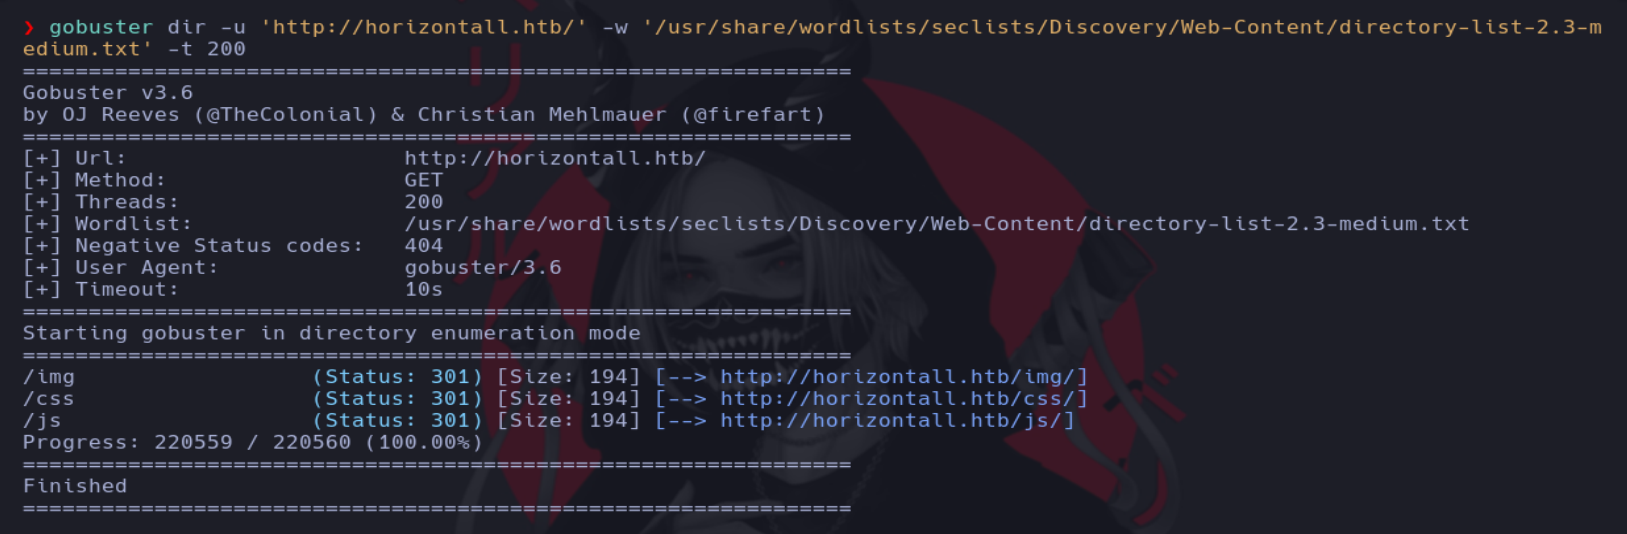 ❯ gobuster dir -u 'http://horizontall.htb/' -w '/usr/share/wordlists/seclists/Discovery/Web-Content/directory-list-2.3-m
edium.txt' -t 200
===============================================================
Gobuster v3.6
by OJ Reeves (@TheColonial) & Christian Mehlmauer (@firefart)
===============================================================
[+] Url:                     http://horizontall.htb/
[+] Method:                  GET
[+] Threads:                 200
[+] Wordlist:                /usr/share/wordlists/seclists/Discovery/Web-Content/directory-list-2.3-medium.txt
[+] Negative Status codes:   404
[+] User Agent:              gobuster/3.6
[+] Timeout:                 10s
===============================================================
Starting gobuster in directory enumeration mode
===============================================================
/img                  (Status: 301) [Size: 194] [--> http://horizontall.htb/img/]
/css                  (Status: 301) [Size: 194] [--> http://horizontall.htb/css/]
/js                   (Status: 301) [Size: 194] [--> http://horizontall.htb/js/]
Progress: 220559 / 220560 (100.00%)
===============================================================
Finished
===============================================================